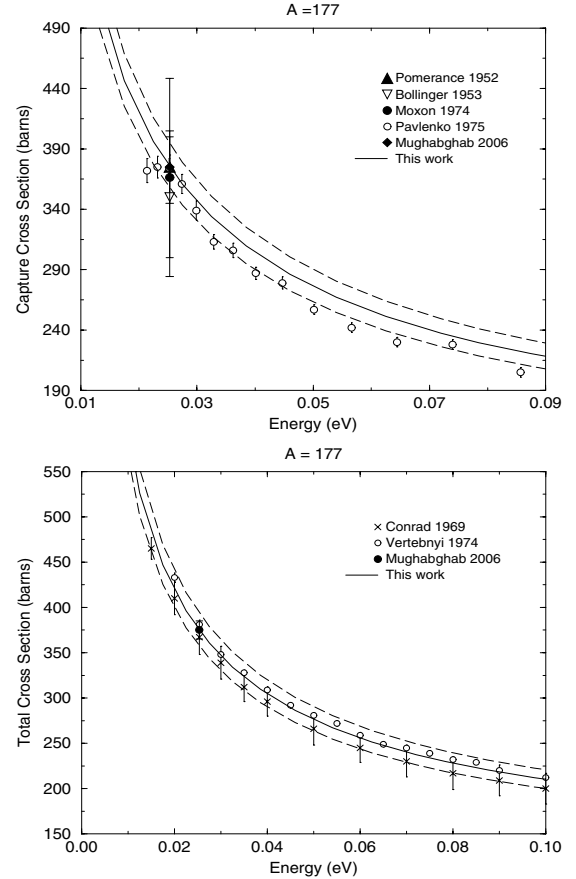 A =177
490
440
390
340
290
240
190
Capture Cross Section (barns)
Pomerance 1952
Bollinger 1953
Moxon 1974
Pavlenko 1975
Mughabghab 2006
This work
0.01 0.03 0.05 0.07 0.09
Energy (eV)
A = 177
550
500
450
400
350
300
250
200
150
Total Cross Section (barns)
Conrad 1969
Vertebnyi 1974
Mughabghab 2006
This work
0.00 0.02 0.04 0.06 0.08 0.10
Energy (eV)